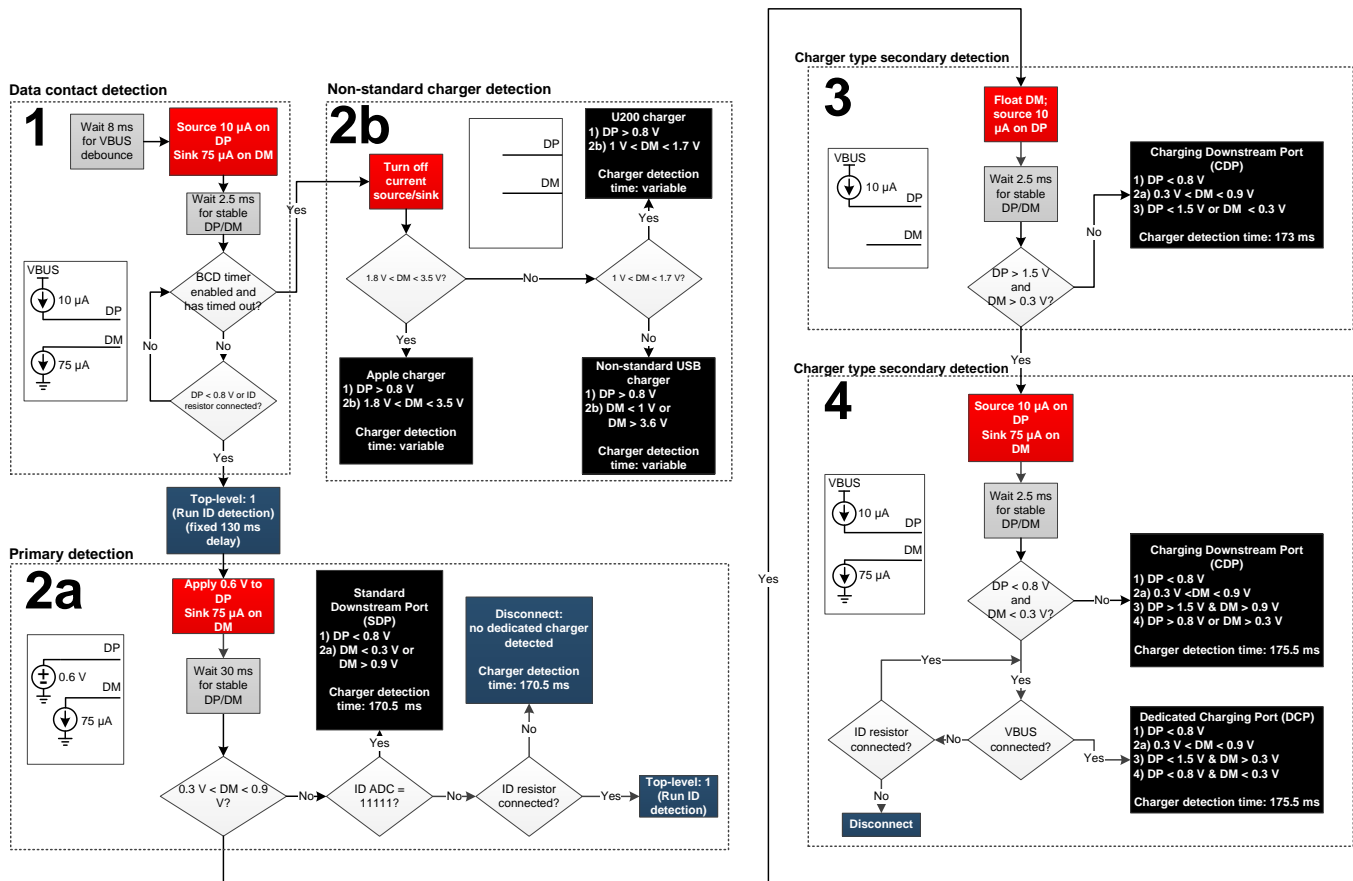 Data contact detection
1
Wait 8 ms
for VBUS
debounce
Source 10 µA on
DP
Sink 75 µA on DM
Wait 2.5 ms
for stable
DP/DM
Yes
VBUS
10 µA
DP
DM
75 µA
BCD timer
enabled and
has timed out?
No
No
DP < 0.8 V or ID
resistor connected?
Yes
Top-level: 1
(Run ID detection)
(fixed 130 ms
delay)
Non-standard charger detection
2b
Turn off
current
source/sink
DP
DM
U200 charger
1) DP > 0.8 V
2b) 1 V < DM < 1.7 V
Charger detection
time: variable
Yes
1.8 V < DM < 3.5 V?
No
1 V < DM < 1.7 V?
Yes
No
Apple charger
1) DP > 0.8 V
2b) 1.8 V < DM < 3.5 V
Charger detection
time: variable
Non-standard USB
charger
1) DP > 0.8 V
2b) DM < 1 V or
DM > 3.6 V
Charger detection
time: variable
Primary detection
2a
Apply 0.6 V to
DP
Sink 75 µA on
DM
Wait 30 ms
for stable
DP/DM
DP
0.6 V
DM
75 µA
0.3 V < DM < 0.9
V?
No
Standard
Downstream Port
(SDP)
1) DP < 0.8 V
2a) DM < 0.3 V or
DM > 0.9 V
Charger detection
time: 170.5 ms
Yes
ID ADC =
11111?
No
Disconnect:
no dedicated charger
detected
Charger detection
time: 170.5 ms
No
ID resistor
connected?
Yes
Top-level: 1
(Run ID
detection)
Yes
Charger type secondary detection
3
Float DM;
source 10
µA on DP
VBUS
10 µA
DP
DM
Wait 2.5 ms
for stable
DP/DM
DP > 1.5 V
and
DM > 0.3 V?
No
Charging Downstream Port
(CDP)
1) DP < 0.8 V
2a) 0.3 V < DM < 0.9 V
3) DP < 1.5 V or DM < 0.3 V
Charger detection time: 173 ms
Yes
Charger type secondary detection
4
Source 10 µA on
DP
Sink 75 µA on
DM
VBUS
10 µA
DP
DM
75 µA
Wait 2.5 ms
for stable
DP/DM
DP < 0.8 V
and
DM < 0.3 V?
No
Charging Downstream Port
(CDP)
1) DP < 0.8 V
2a) 0.3 V <DM < 0.9 V
3) DP > 1.5 V & DM > 0.9 V
4) DP > 0.8 V or DM > 0.3 V
Charger detection time: 175.5 ms
Yes
Yes
ID resistor
connected?
No
VBUS
connected?
Yes
Dedicated Charging Port (DCP)
1) DP < 0.8 V
2a) 0.3 V < DM < 0.9 V
3) DP < 1.5 V & DM > 0.3 V
4) DP < 0.8 V & DM < 0.3 V
Charger detection time: 175.5 ms
No
Disconnect